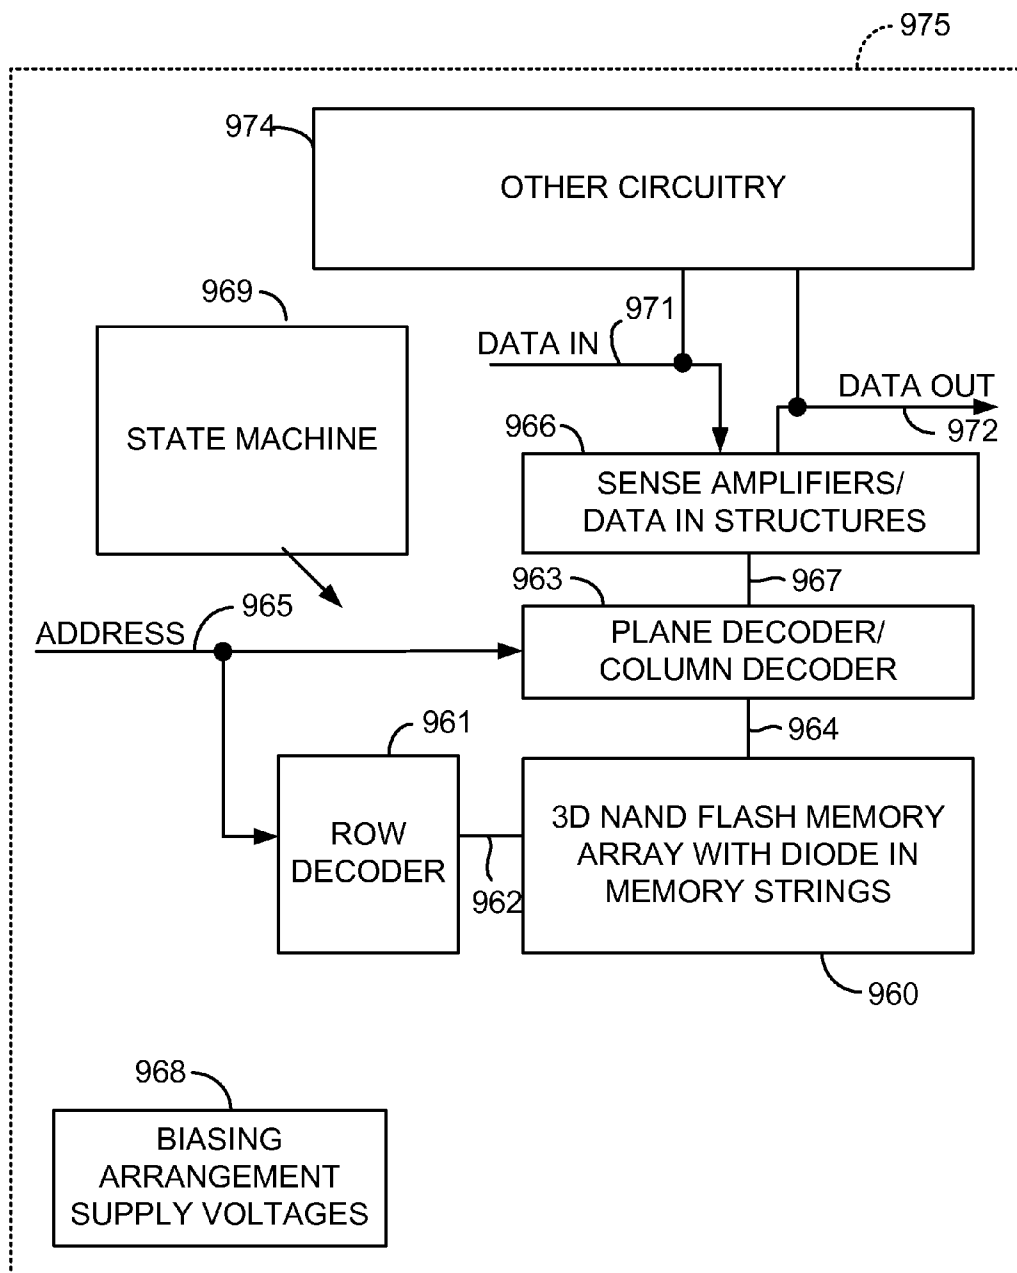 975
974
OTHER CIRCUITRY
969
971
DATA IN
DATA OUT
972
STATE MACHINE
966
SENSE AMPLIFIERS/
DATA IN STRUCTURES
963
967
965
ADDRESS
PLANE DECODER/
COLUMN DECODER
961
964
ROW
DECODER
962
3D NAND FLASH MEMORY
ARRAY WITH DIODE IN
MEMORY STRINGS
960
968
BIASING
ARRANGEMENT
SUPPLY VOLTAGES